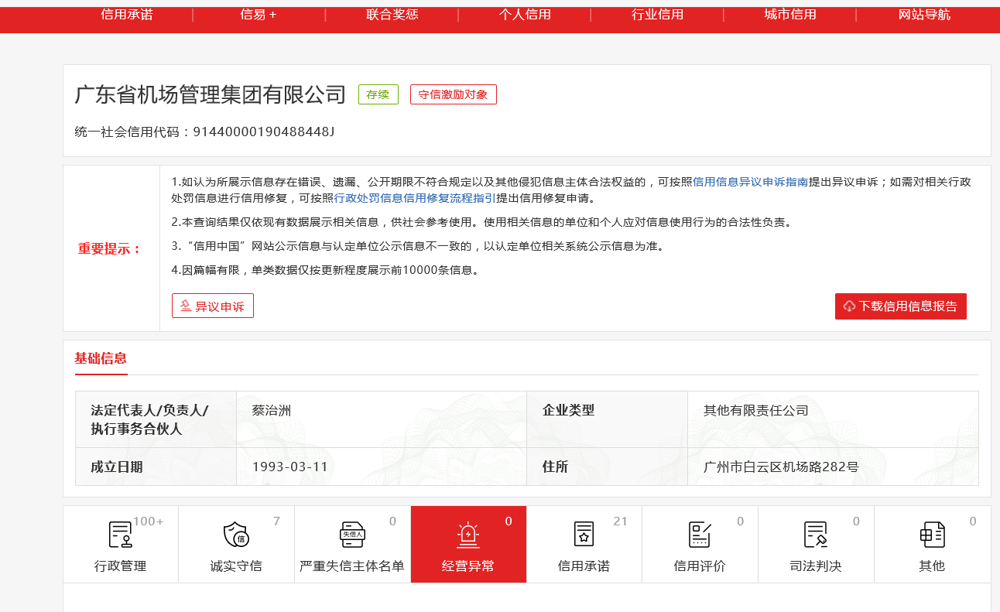 信用承诺 | 信易+ | 联合奖惩 | 个人信用 | 行业信用 | 城市信用 | 网站导航
广东省机场管理集团有限公司 存续 守信激励对象
统一社会信用代码：91440000190488448J
重要提示：
1.如认为所展示信息存在错误、遗漏、公开期限不符合规定以及其他侵犯信息主体合法权益的，可按照信用信息异议申诉指南提出异议申诉；如需对相关行政
处罚信息进行信用修复，可按照行政处罚信息信用修复流程指引提出信用修复申请。
2.本查询结果仅依现有数据展示相关信息，供社会参考使用。使用相关信息的单位和个人应对信息使用行为的合法性负责。
3.“信用中国”网站公示信息与认定单位公示信息不一致的，以认定单位相关系统公示信息为准。
4.因篇幅有限，单类数据仅按更新程度展示前10000条信息。
异议申诉 下载信用信息报告
基础信息
法定代表人/负责人/
执行事务合伙人
蔡治洲
企业类型
其他有限责任公司
成立日期
1993-03-11
住所
广州市白云区机场路282号
100+
行政管理
7
信
诚实守信
0
失信人
严重失信主体名单
0
经营异常
21
信用承诺
0
信用评价
0
司法判决
0
其他